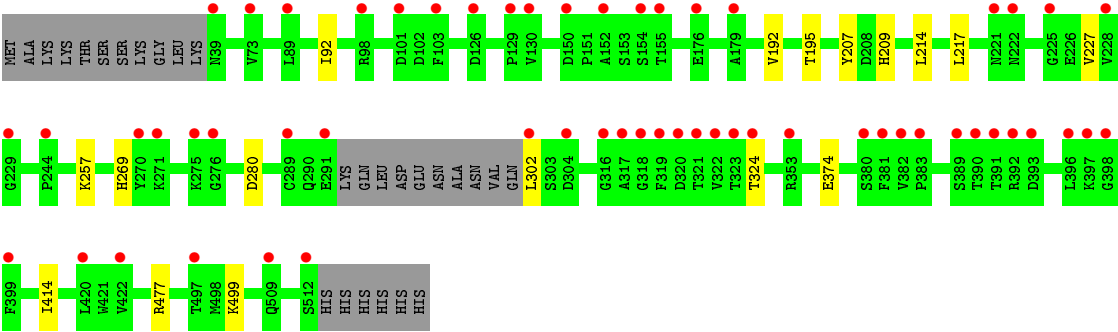 MET ALA LYS LYS THR SER SER LYS GLY LEU LYS N39 V73 L89 I92 R98 D101 D102 F103 D126 P129 V130 D150 P151 A152 S153 S154 T155 E176 A179 V192 T195 Y207 D208 H209 L214 L217 N221 N222 G225 E226 V227 V228
G229 P244 K257 H269 Y270 K271 K275 G276 D280 C289 Q290 E291 LYS GLN LEU ASP GLU ASN ALA ASN VAL GLN L302 S303 D304 G316 A317 G318 F319 D320 T321 V322 T323 T324 R353 E374 S380 F381 V382 P383 S389 T390 T391 R392 D393 L396 K397 G398
F399 I414 L420 W421 V422 R477 T497 M498 K499 Q509 S512 HIS HIS HIS HIS HIS HIS